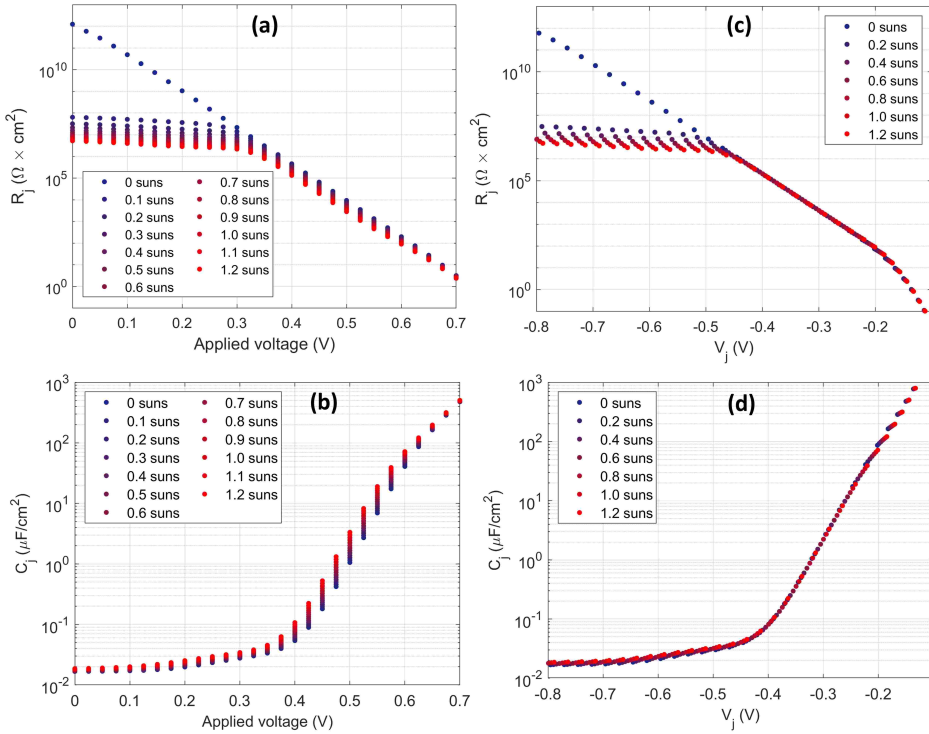 (a)
R_j (Ω × cm²)
10^10
10^5
10^0
0 suns
0.1 suns
0.2 suns
0.3 suns
0.4 suns
0.5 suns
0.6 suns
0.7 suns
0.8 suns
0.9 suns
1.0 suns
1.1 suns
1.2 suns
0 0.1 0.2 0.3 0.4 0.5 0.6 0.7
Applied voltage (V)
(c)
R_j (Ω × cm²)
10^10
10^5
10^0
0 suns
0.2 suns
0.4 suns
0.6 suns
0.8 suns
1.0 suns
1.2 suns
-0.8 -0.7 -0.6 -0.5 -0.4 -0.3 -0.2
V_j (V)
(b)
C_j (μF/cm²)
10^3
10^2
10^1
10^0
10^-1
10^-2
0 suns
0.1 suns
0.2 suns
0.3 suns
0.4 suns
0.5 suns
0.6 suns
0.7 suns
0.8 suns
0.9 suns
1.0 suns
1.1 suns
1.2 suns
0 0.1 0.2 0.3 0.4 0.5 0.6 0.7
Applied voltage (V)
(d)
C_j (μF/cm²)
10^3
10^2
10^1
10^0
10^-1
10^-2
0 suns
0.2 suns
0.4 suns
0.6 suns
0.8 suns
1.0 suns
1.2 suns
-0.8 -0.7 -0.6 -0.5 -0.4 -0.3 -0.2
V_j (V)